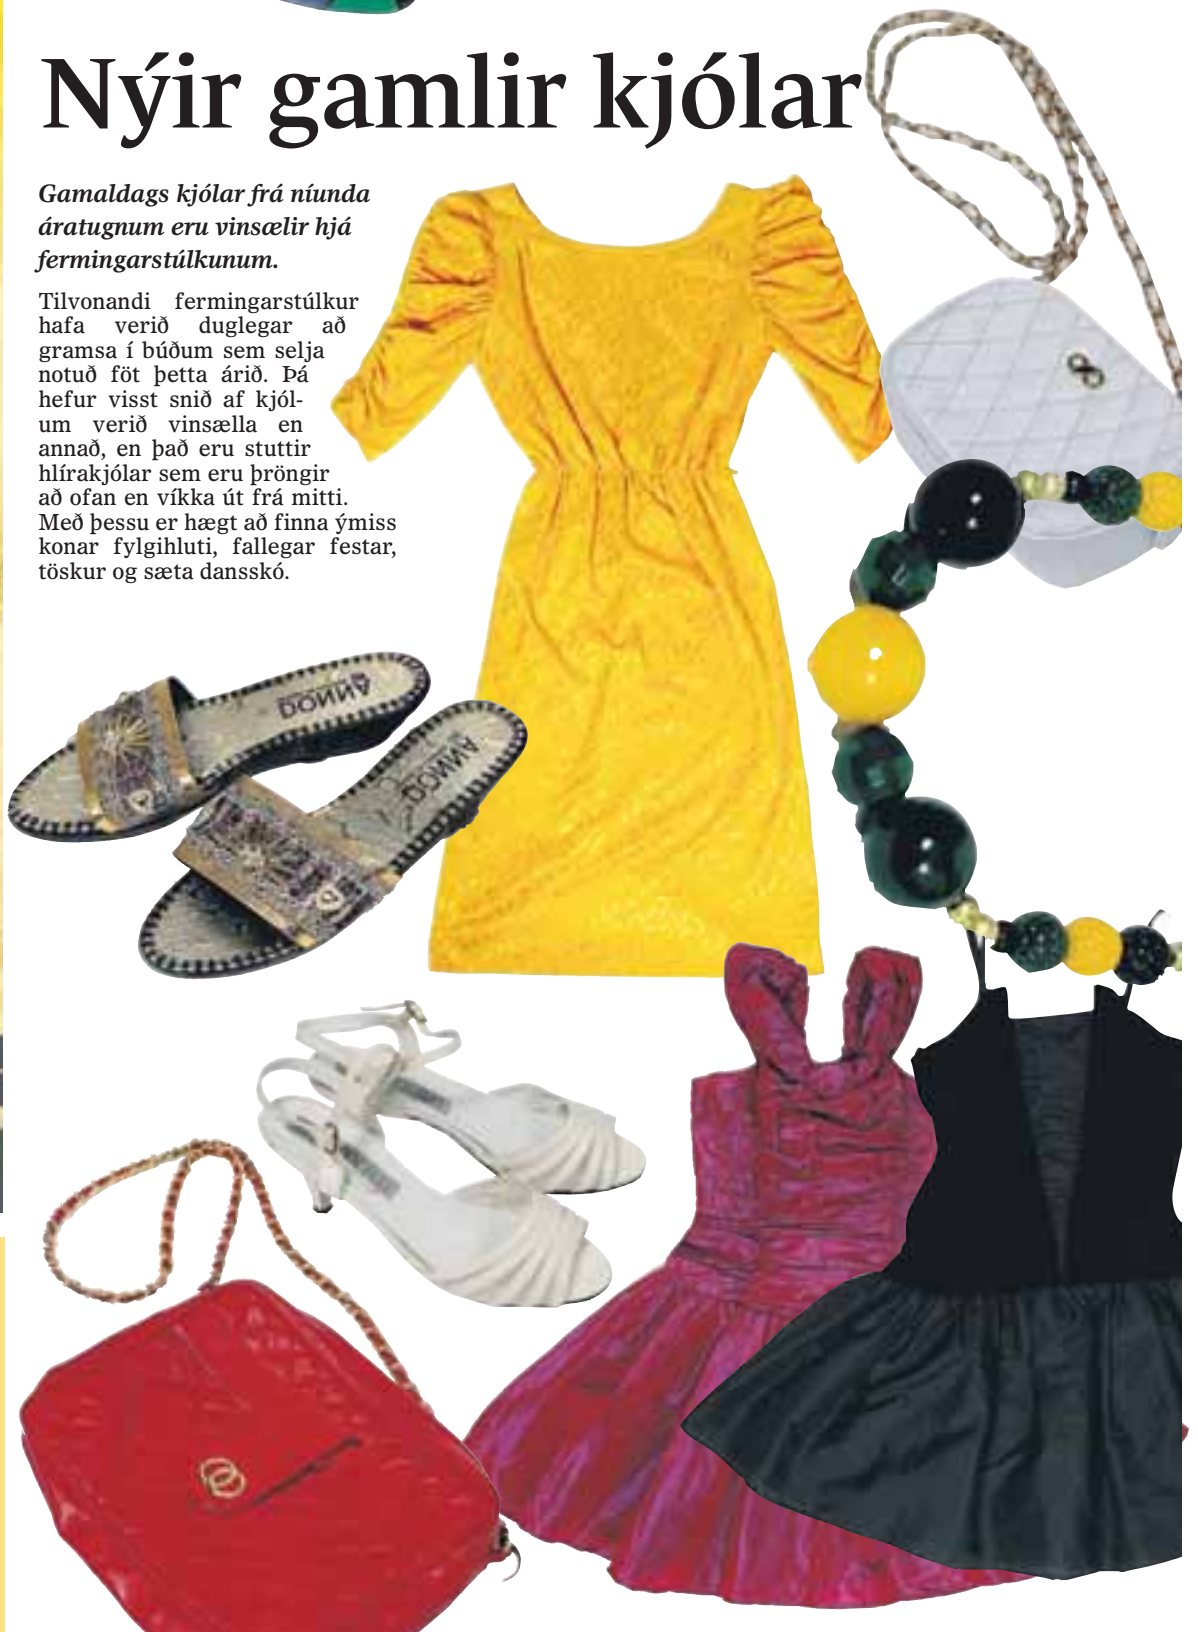 Nýir gamlir kjólar
Gamaldags kjólar frá níunda
áratugnum eru vinsælir hjá
fermingarstúlkunum.
Tilvonandi fermingarstúlkur
hafa verið duglegar að
gramsa í búðum sem selja
notuð föt þetta árið. Þá
hefur visst snið af kjól-
um verið vinsælla en
annað, en það eru stuttir
hlírakjólar sem eru þröngir
að ofan en víkka út frá mitti.
Með þessu er hægt að finna ýmiss
konar fylgihluti, fallegar festar,
töskur og sæta dansskó.
DONNA
DONNA